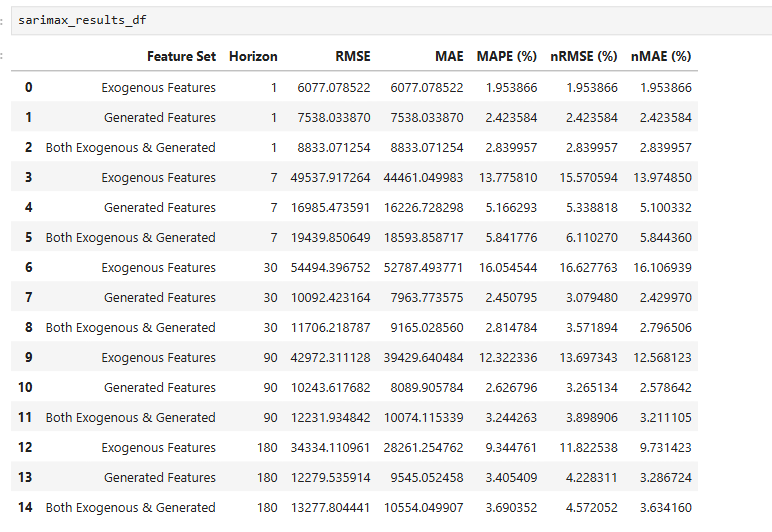 sarimax_results_df
Feature Set Horizon RMSE MAE MAPE (%) nRMSE (%) nMAE (%)
0 Exogenous Features 1 6077.078522 6077.078522 1.953866 1.953866 1.953866
1 Generated Features 1 7538.033870 7538.033870 2.423584 2.423584 2.423584
2 Both Exogenous & Generated 1 8833.071254 8833.071254 2.839957 2.839957 2.839957
3 Exogenous Features 7 49537.917264 44461.049983 13.775810 15.570594 13.974850
4 Generated Features 7 16985.473591 16226.728298 5.166293 5.338818 5.100332
5 Both Exogenous & Generated 7 19439.850649 18593.858717 5.841776 6.110270 5.844360
6 Exogenous Features 30 54494.396752 52787.493771 16.054544 16.627763 16.106939
7 Generated Features 30 10092.423164 7963.773575 2.450795 3.079480 2.429970
8 Both Exogenous & Generated 30 11706.218787 9165.028560 2.814784 3.571894 2.796506
9 Exogenous Features 90 42972.311128 39429.640484 12.322336 13.697343 12.568123
10 Generated Features 90 10243.617682 8089.905784 2.626796 3.265134 2.578642
11 Both Exogenous & Generated 90 12231.934842 10074.115339 3.244263 3.898906 3.211105
12 Exogenous Features 180 34334.110961 28261.254762 9.344761 11.822538 9.731423
13 Generated Features 180 12279.535914 9545.052458 3.405409 4.228311 3.286724
14 Both Exogenous & Generated 180 13277.804441 10554.049907 3.690352 4.572052 3.634160